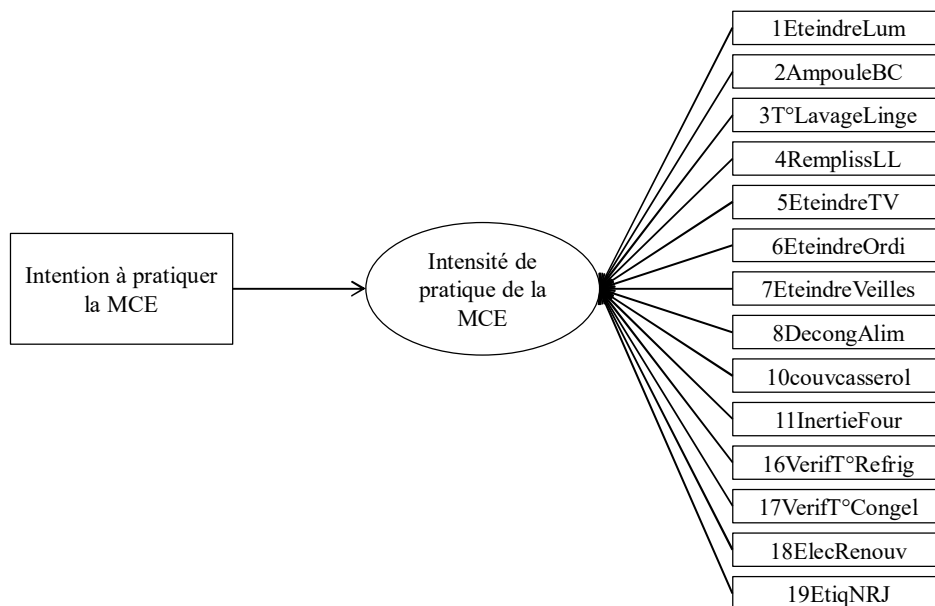 1EteindreLum
2AmpouleBC
3T°LavageLinge
4RemplissLL
5EteindreTV
6EteindreOrdi
Intention à pratiquer
la MCE
Intensité de
pratique de la
MCE
7EteindreVeilles
8DecongAlim
10couvcasserol
11InertieFour
16VerifT°Refrig
17VerifT°Congel
18ElecRenouv
19EtiqNRJ